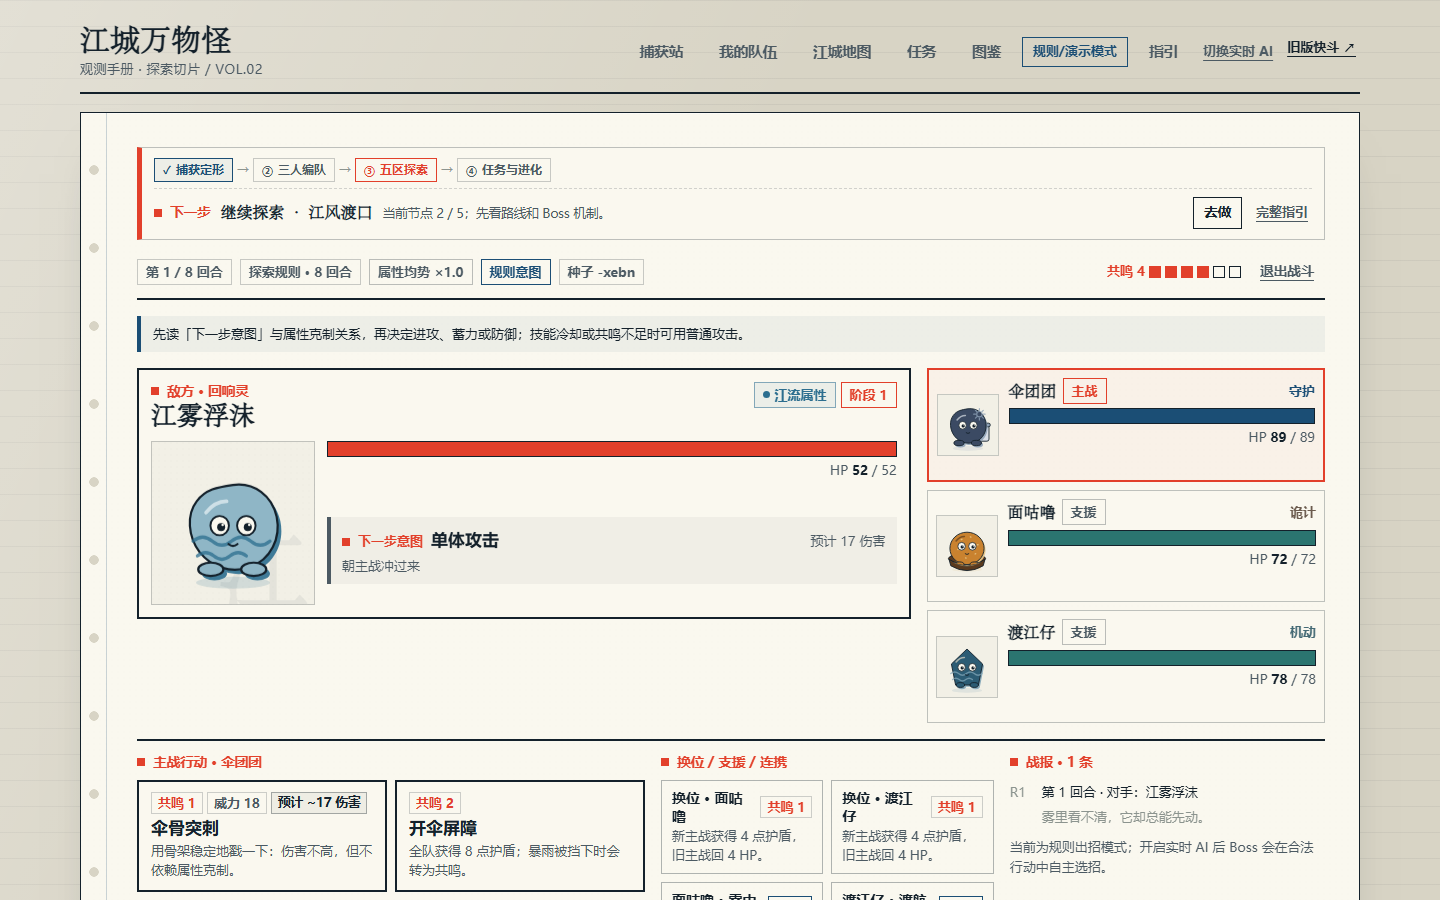 江城万物怪
观测手册 · 探索切片 / VOL.02
捕获站 我的队伍 江城地图 任务 图鉴 规则/演示模式 指引 切换实时 AI 旧版快斗 ↗
✓ 捕获定形 → ② 三人编队 → ③ 五区探索 → ④ 任务与进化
下一步 继续探索 · 江风渡口 当前节点 2 / 5；先看路线和 Boss 机制。 去做 完整指引
第 1 / 8 回合 探索规则 • 8 回合 属性均势 ×1.0 规则意图 种子 -xebn 共鸣 4 退出战斗
先读「下一步意图」与属性克制关系，再决定进攻、蓄力或防御；技能冷却或共鸣不足时可用普通攻击。
敌方 • 回响灵
江雾浮沫
江流属性 阶段 1
HP 52 / 52
下一步意图 单体攻击 预计 17 伤害
朝主战冲过来
伞团团 主战 守护
HP 89 / 89
面咕噜 支援 诡计
HP 72 / 72
渡江仔 支援 机动
HP 78 / 78
主战行动 • 伞团团
共鸣 1 威力 18 预计 ~17 伤害
伞骨突刺
用骨架稳定地戳一下：伤害不高，但不
依赖属性克制。
共鸣 2
开伞屏障
全队获得 8 点护盾；暴雨被挡下时会
转为共鸣。
换位 / 支援 / 连携
换位 • 面咕
噜
共鸣 1
新主战获得 4 点护盾，
旧主战回 4 HP。
换位 • 渡江
仔
共鸣 1
新主战获得 4 点护盾，
旧主战回 4 HP。
战报 • 1 条
R1 第 1 回合 · 对手：江雾浮沫
雾里看不清，它却总能先动。
当前为规则出招模式；开启实时 AI 后 Boss 会在合法
行动中自主选招。